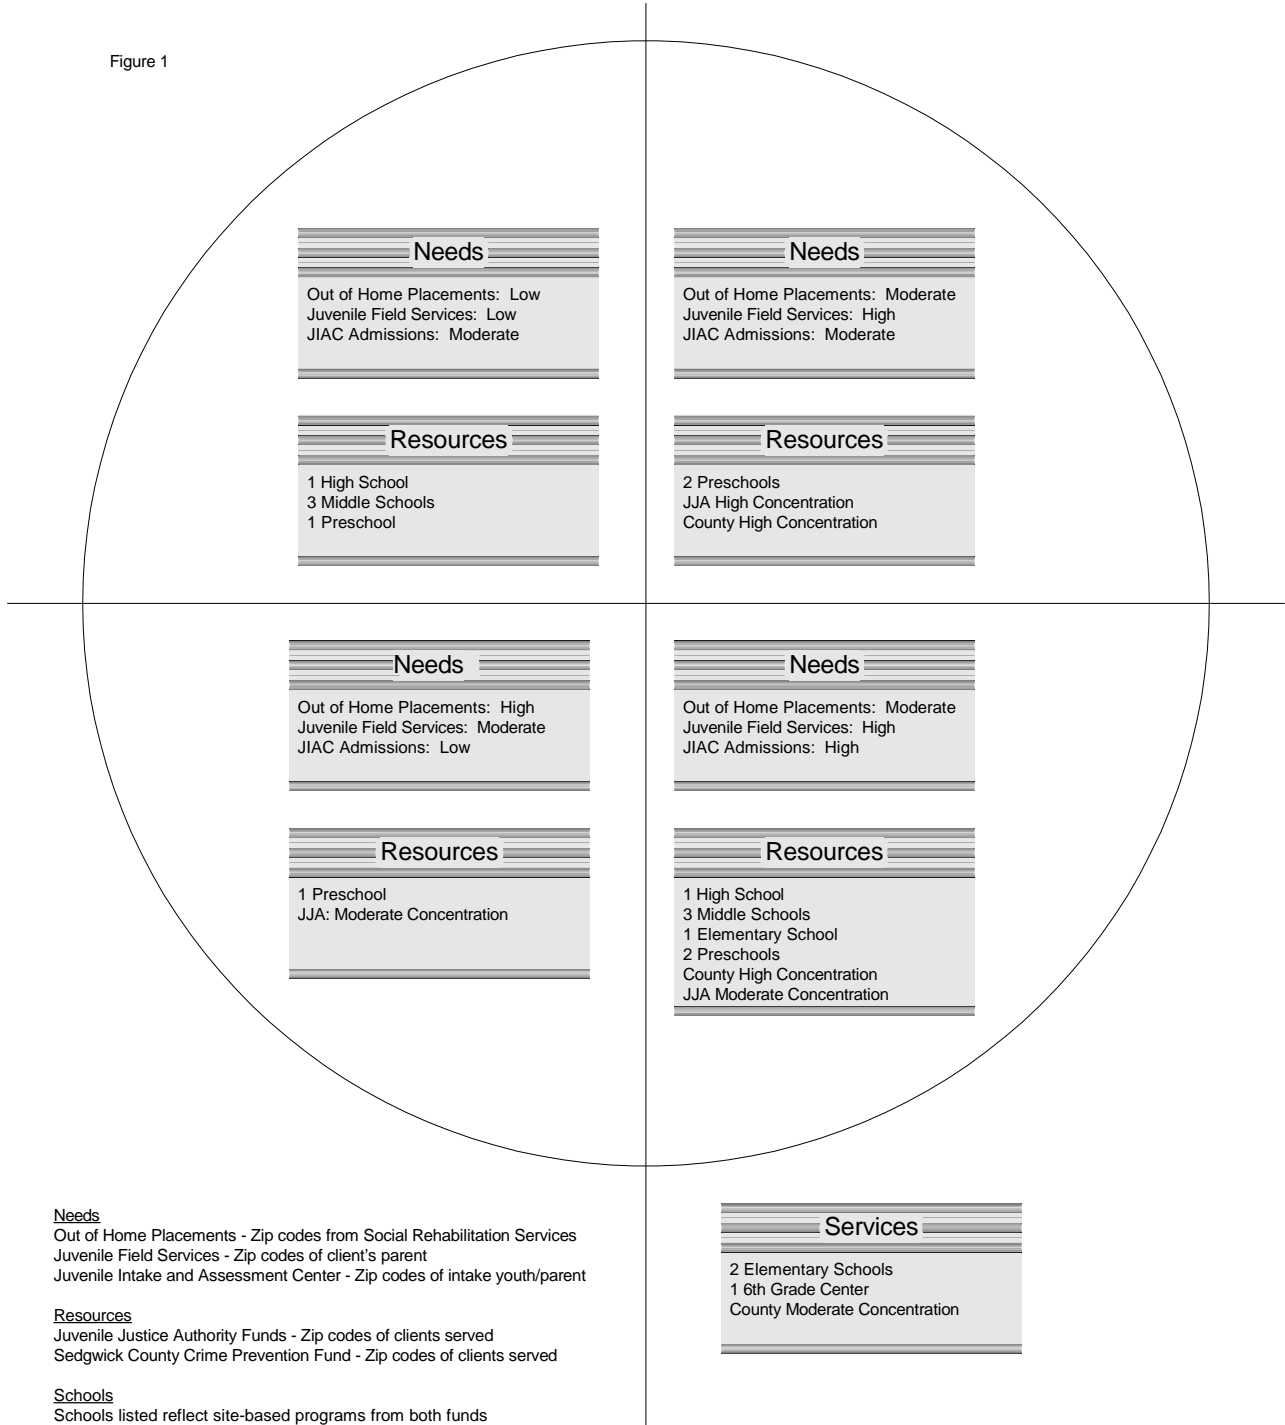 Figure 1
Needs
Out of Home Placements: Low
Juvenile Field Services: Low
JIAC Admissions: Moderate
Needs
Out of Home Placements: Moderate
Juvenile Field Services: High
JIAC Admissions: Moderate
Resources
1 High School
3 Middle Schools
1 Preschool
Resources
2 Preschools
JJA High Concentration
County High Concentration
Needs
Out of Home Placements: High
Juvenile Field Services: Moderate
JIAC Admissions: Low
Needs
Out of Home Placements: Moderate
Juvenile Field Services: High
JIAC Admissions: High
Resources
1 Preschool
JJA: Moderate Concentration
Resources
1 High School
3 Middle Schools
1 Elementary School
2 Preschools
County High Concentration
JJA Moderate Concentration
Needs
Out of Home Placements - Zip codes from Social Rehabilitation Services
Juvenile Field Services - Zip codes of client's parent
Juvenile Intake and Assessment Center - Zip codes of intake youth/parent
Resources
Juvenile Justice Authority Funds - Zip codes of clients served
Sedgwick County Crime Prevention Fund - Zip codes of clients served
Schools
Schools listed reflect site-based programs from both funds
Services
2 Elementary Schools
1 6th Grade Center
County Moderate Concentration